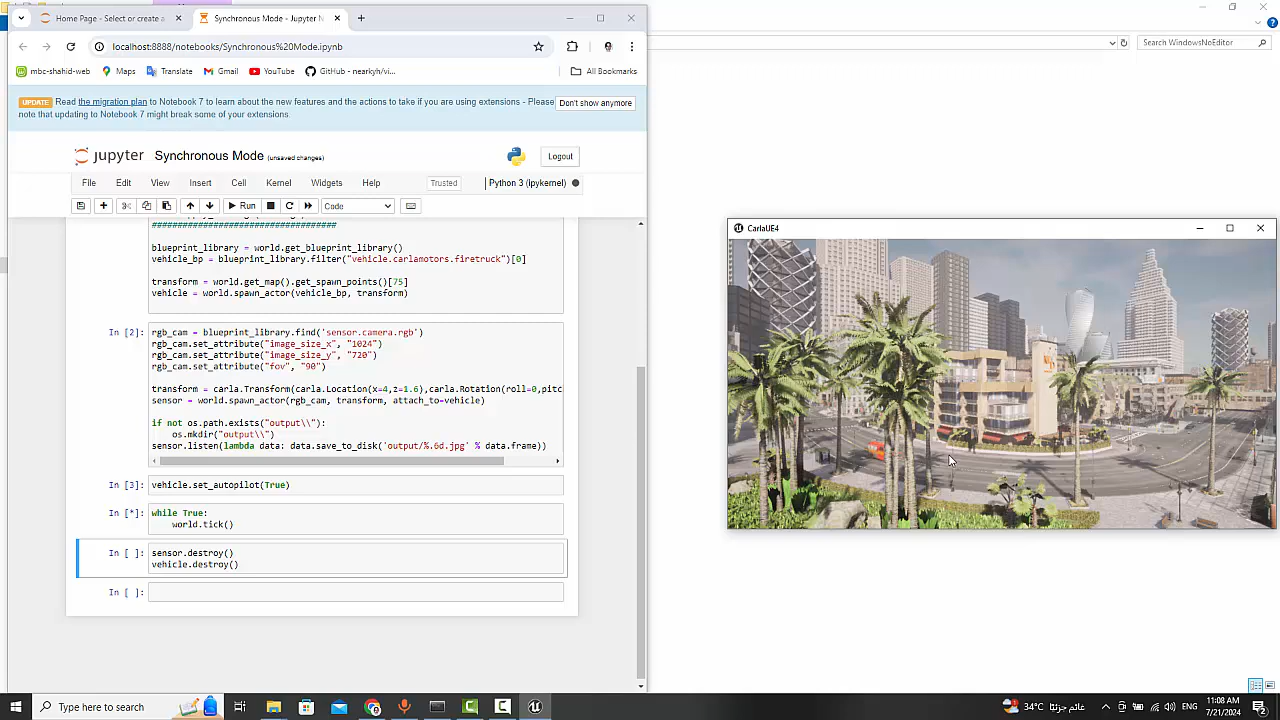 Home Page - Select or create a
Synchronous Mode - Jupyter N
localhost:8888/notebooks/Synchronous%20Mode.ipynb
mbc-shahid-web
Maps
Translate
Gmail
YouTube
GitHub - nearkyh/vi...
All Bookmarks
UPDATE Read the migration plan to Notebook 7 to learn about the new features and the actions to take if you are using extensions - Please
note that updating to Notebook 7 might break some of your extensions.
Don't show anymore
jupyter Synchronous Mode (unsaved changes)
Logout
File Edit View Insert Cell Kernel Widgets Help
Trusted
Python 3 (ipykernel)
Run
Code
##################################
blueprint_library = world.get_blueprint_library()
vehicle_bp = blueprint_library.filter("vehicle.carlamotors.firetruck")[0]
transform = world.get_map().get_spawn_points()[75]
vehicle = world.spawn_actor(vehicle_bp, transform)
In [2]: rgb_cam = blueprint_library.find('sensor.camera.rgb')
rgb_cam.set_attribute("image_size_x", "1024")
rgb_cam.set_attribute("image_size_y", "720")
rgb_cam.set_attribute("fov", "90")
transform = carla.Transform(carla.Location(x=4,z=1.6),carla.Rotation(roll=0,pitc
sensor = world.spawn_actor(rgb_cam, transform, attach_to=vehicle)
if not os.path.exists("output\\"):
os.mkdir("output\\")
sensor.listen(lambda data: data.save_to_disk('output/%.6d.jpg' % data.frame))
In [3]: vehicle.set_autopilot(True)
In [*]: while True:
world.tick()
In [ ]: sensor.destroy()
vehicle.destroy()
In [ ]:
Search WindowsNoEditor
CarlaUE4
Type here to search
34°C
غائم جزئيًا
ENG
11:08 AM
7/21/2024